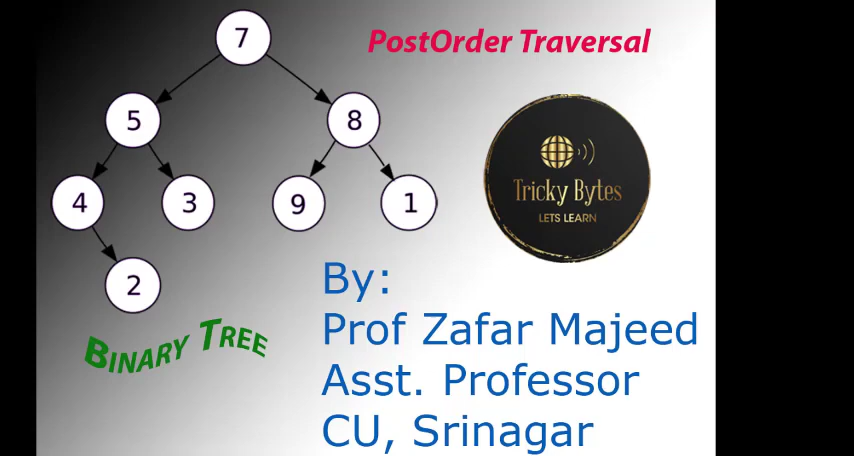 7
PostOrder Traversal
5
8
4
3
9
1
Tricky Bytes
LETS LEARN
2
By:
Prof Zafar Majeed
Asst. Professor
CU, Srinagar
BINARY TREE